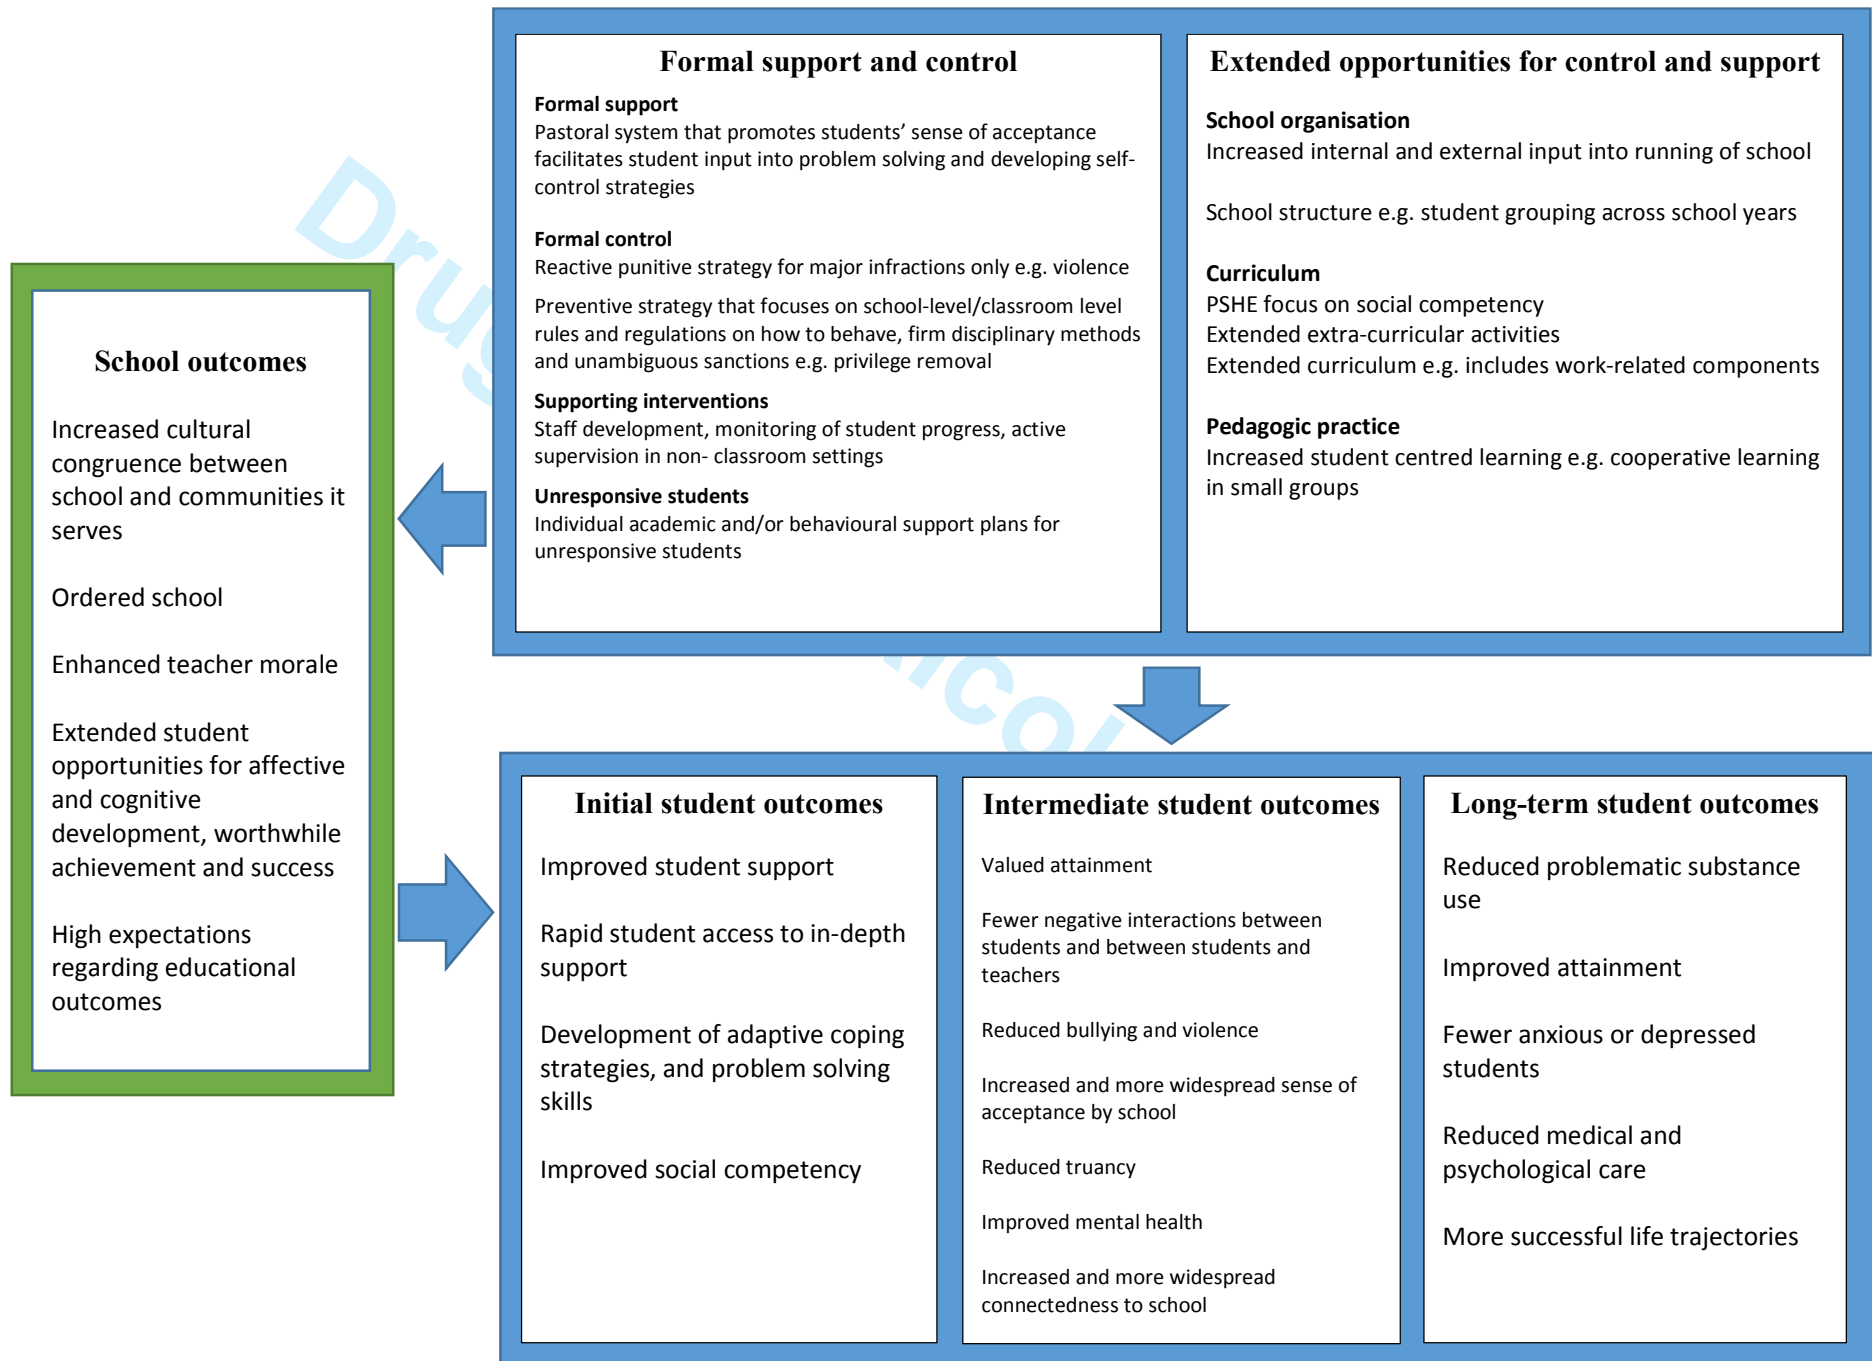 Formal support and control
Formal support
Pastoral system that promotes students’ sense of acceptance
facilitates student input into problem solving and developing self-
control strategies
Formal control
Reactive punitive strategy for major infractions only e.g. violence
Preventive strategy that focuses on school-level/classroom level
rules and regulations on how to behave, firm disciplinary methods
and unambiguous sanctions e.g. privilege removal
Supporting interventions
Staff development, monitoring of student progress, active
supervision in non- classroom settings
Unresponsive students
Individual academic and/or behavioural support plans for
unresponsive students
Extended opportunities for control and support
School organisation
Increased internal and external input into running of school
School structure e.g. student grouping across school years
Curriculum
PSHE focus on social competency
Extended extra-curricular activities
Extended curriculum e.g. includes work-related components
Pedagogic practice
Increased student centred learning e.g. cooperative learning
in small groups
School outcomes
Increased cultural
congruence between
school and communities it
serves
Ordered school
Enhanced teacher morale
Extended student
opportunities for affective
and cognitive
development, worthwhile
achievement and success
High expectations
regarding educational
outcomes
Initial student outcomes
Improved student support
Rapid student access to in-depth
support
Development of adaptive coping
strategies, and problem solving
skills
Improved social competency
Intermediate student outcomes
Valued attainment
Fewer negative interactions between
students and between students and
teachers
Reduced bullying and violence
Increased and more widespread sense of
acceptance by school
Reduced truancy
Improved mental health
Increased and more widespread
connectedness to school
Long-term student outcomes
Reduced problematic substance
use
Improved attainment
Fewer anxious or depressed
students
Reduced medical and
psychological care
More successful life trajectories